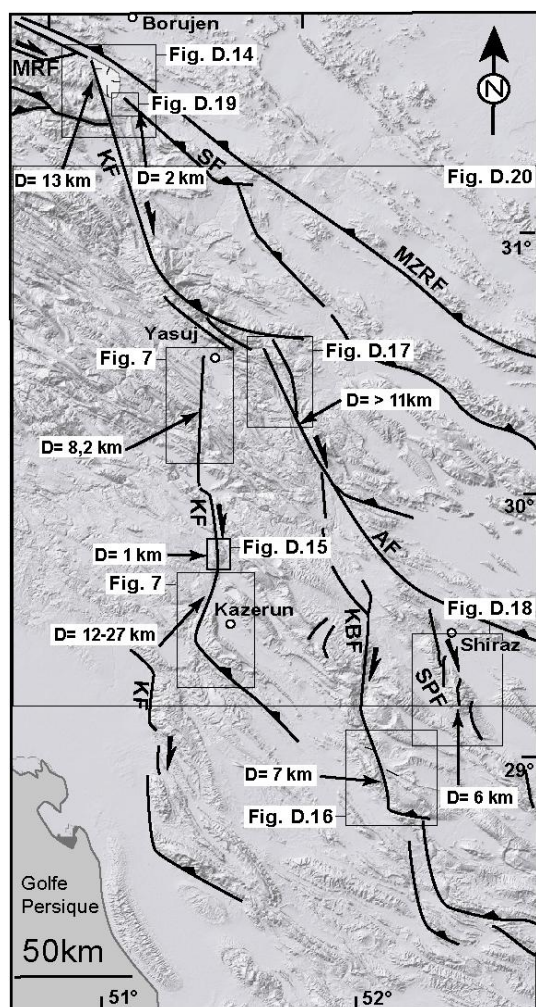 Borujen
Fig. D.14
MRF
N
Fig. D.19
KF
SF
D= 13 km
D= 2 km
Fig. D.20
31°
MZRF
Yasuj
Fig. 7
Fig. D.17
D= > 11km
D= 8,2 km
30°
KF
AF
D= 1 km
Fig. D.15
Fig. 7
Fig. D.18
Kazerun
Shiraz
KBF
D= 12-27 km
SPF
KF
29°
D= 7 km
D= 6 km
Fig. D.16
Golfe
Persique
50km
51°
52°